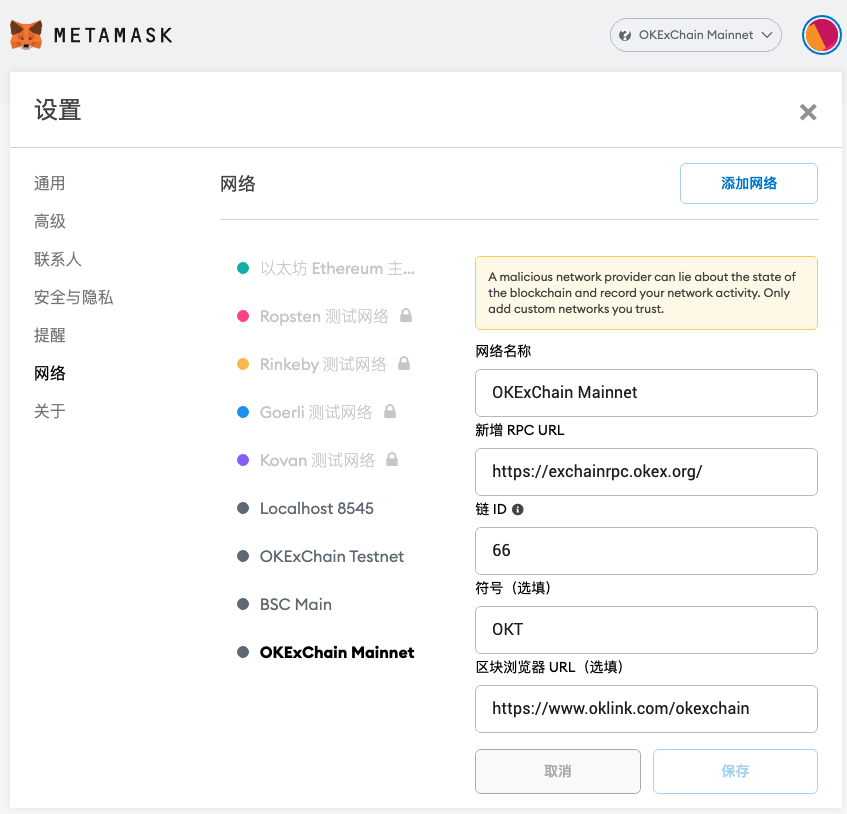 METAMASK
OKExChain Mainnet
设置
通用
高级
联系人
安全与隐私
提醒
网络
关于
网络
添加网络
以太坊 Ethereum 主...
Ropsten 测试网络
Rinkeby 测试网络
Goerli 测试网络
Kovan 测试网络
Localhost 8545
OKExChain Testnet
BSC Main
OKExChain Mainnet
A malicious network provider can lie about the state of
the blockchain and record your network activity. Only
add custom networks you trust.
网络名称
OKExChain Mainnet
新增 RPC URL
https://exchainrpc.okex.org/
链 ID
66
符号（选填）
OKT
区块浏览器 URL（选填）
https://www.oklink.com/okexchain
取消
保存